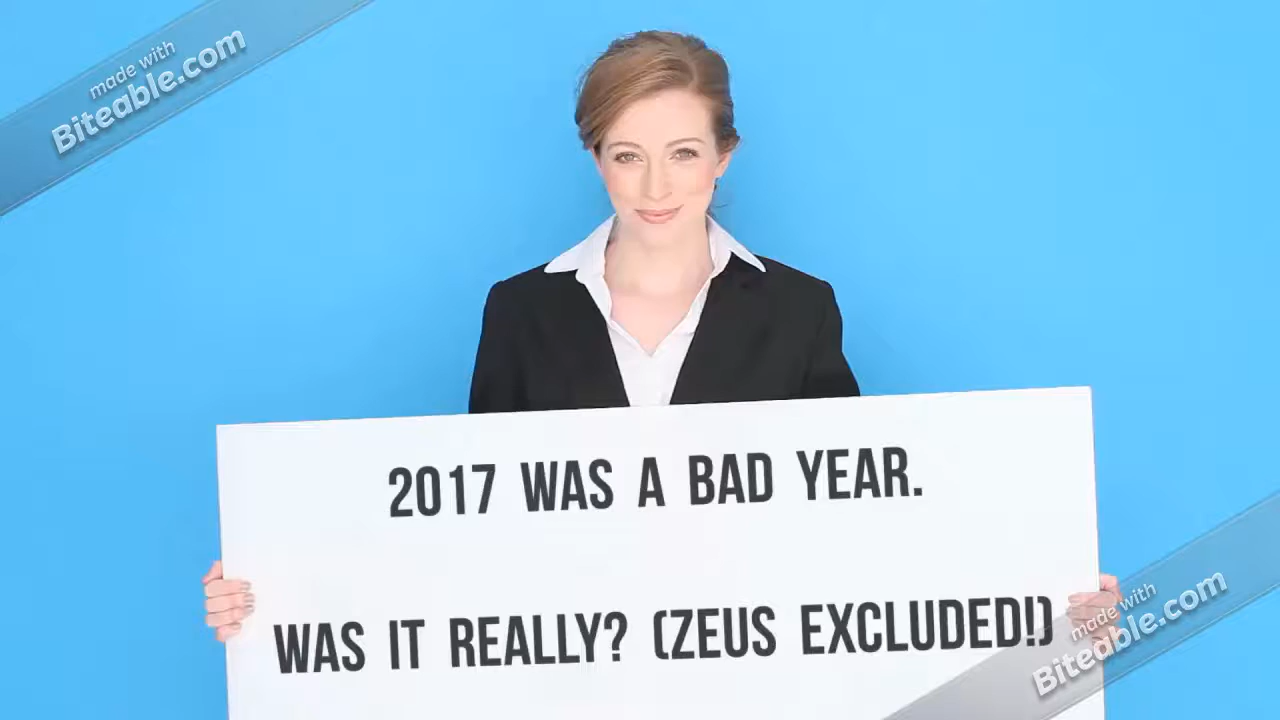 made with
Biteable.com
2017 WAS A BAD YEAR.
WAS IT REALLY? (ZEUS EXCLUDED!)
made with
Biteable.com